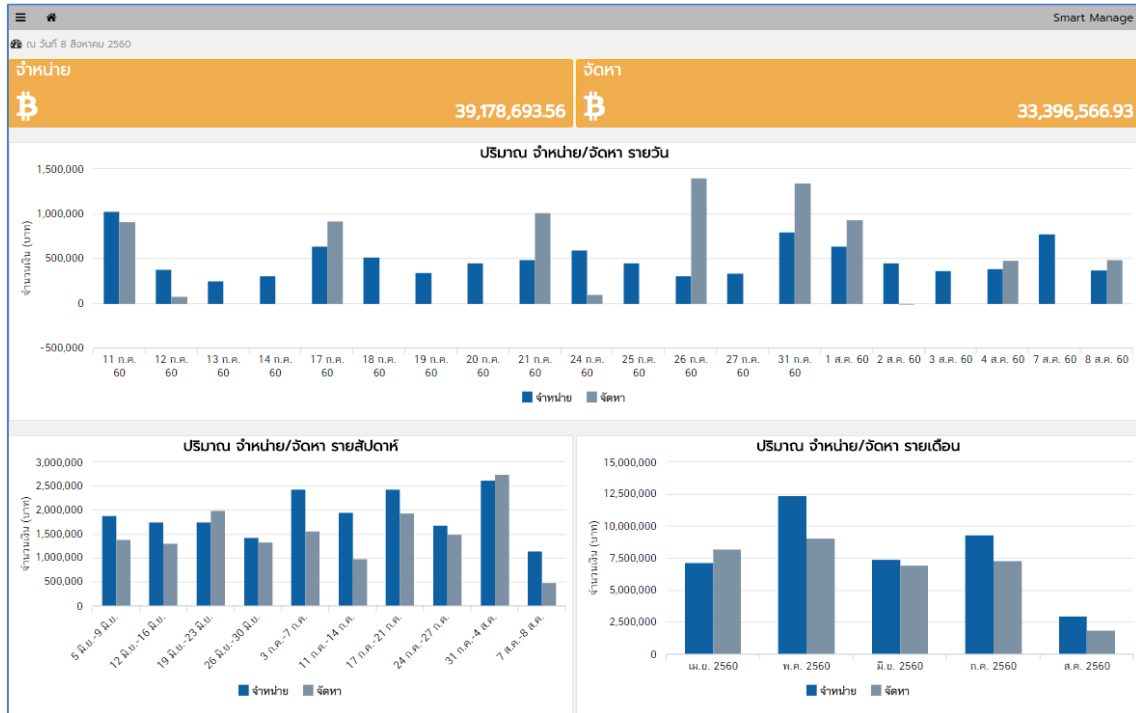 Smart Manage
ณ วันที่ 8 สิงหาคม 2560
จำหน่าย
฿
39,178,693.56
จัดหา
฿
33,396,566.93
ปริมาณ จำหน่าย/จัดหา รายวัน
จำนวนเงิน (บาท)
1,500,000
1,000,000
500,000
0
-500,000
11 ก.ค. 60
12 ก.ค. 60
13 ก.ค. 60
14 ก.ค. 60
17 ก.ค. 60
18 ก.ค. 60
19 ก.ค. 60
20 ก.ค. 60
21 ก.ค. 60
24 ก.ค. 60
25 ก.ค. 60
26 ก.ค. 60
27 ก.ค. 60
31 ก.ค. 60
1 ส.ค. 60
2 ส.ค. 60
3 ส.ค. 60
4 ส.ค. 60
7 ส.ค. 60
8 ส.ค. 60
จำหน่าย จัดหา
ปริมาณ จำหน่าย/จัดหา รายสัปดาห์
จำนวนเงิน (บาท)
3,000,000
2,500,000
2,000,000
1,500,000
1,000,000
500,000
0
5 มิ.ย.-9 มิ.ย.
12 มิ.ย.-16 มิ.ย.
19 มิ.ย.-23 มิ.ย.
26 มิ.ย.-30 มิ.ย.
3 ก.ค.-7 ก.ค.
11 ก.ค.-14 ก.ค.
17 ก.ค.-21 ก.ค.
24 ก.ค.-27 ก.ค.
31 ก.ค.-4 ส.ค.
7 ส.ค.-8 ส.ค.
จำหน่าย จัดหา
ปริมาณ จำหน่าย/จัดหา รายเดือน
จำนวนเงิน (บาท)
15,000,000
12,500,000
10,000,000
7,500,000
5,000,000
2,500,000
0
เม.ย. 2560
พ.ค. 2560
มิ.ย. 2560
ก.ค. 2560
ส.ค. 2560
จำหน่าย จัดหา